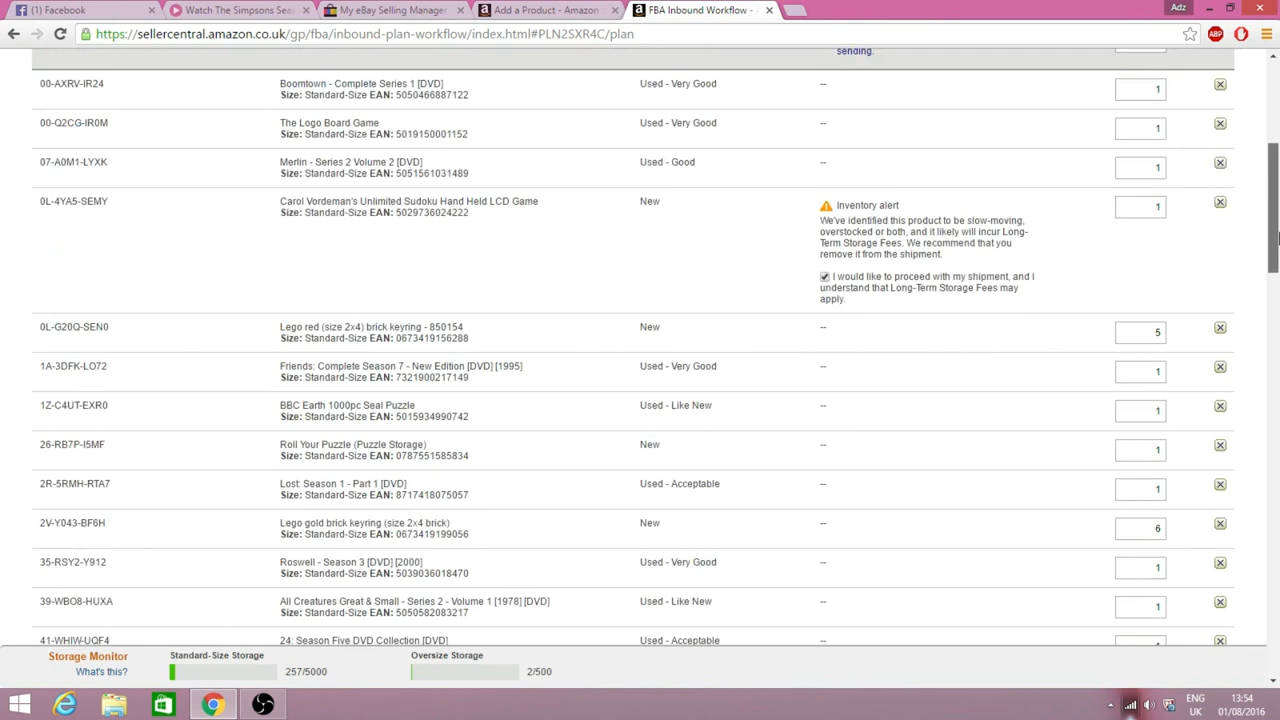 (1) Facebook
Watch The Simpsons Seas
My eBay Selling Manager
Add a Product - Amazon
FBA Inbound Workflow -
Adz
https://sellercentral.amazon.co.uk/gp/fba/inbound-plan-workflow/index.html#PLN2SXR4C/plan
ABP
sending.
00-AXRV-IR24 Boomtown - Complete Series 1 [DVD] Used - Very Good -- 1
Size: Standard-Size EAN: 5050466887122
00-Q2CG-IR0M The Logo Board Game Used - Very Good -- 1
Size: Standard-Size EAN: 5019150001152
07-A0M1-LYXK Merlin - Series 2 Volume 2 [DVD] Used - Good -- 1
Size: Standard-Size EAN: 5051561031489
0L-4YA5-SEMY Carol Vorderman's Unlimited Sudoku Hand Held LCD Game New Inventory alert 1
Size: Standard-Size EAN: 5029736024222
We've identified this product to be slow-moving,
overstocked or both, and it likely will incur Long-
Term Storage Fees. We recommend that you
remove it from the shipment.
I would like to proceed with my shipment, and I
understand that Long-Term Storage Fees may
apply.
0L-G20Q-SEN0 Lego red (size 2x4) brick keyring - 850154 New -- 5
Size: Standard-Size EAN: 0673419156288
1A-3DFK-LO72 Friends: Complete Season 7 - New Edition [DVD] [1995] Used - Very Good -- 1
Size: Standard-Size EAN: 7321900217149
1Z-C4UT-EXR0 BBC Earth 1000pc Seal Puzzle Used - Like New -- 1
Size: Standard-Size EAN: 5015934990742
26-RB7P-I5MF Roll Your Puzzle (Puzzle Storage) New -- 1
Size: Standard-Size EAN: 0787551585834
2R-5RMH-RTA7 Lost: Season 1 - Part 1 [DVD] Used - Acceptable -- 1
Size: Standard-Size EAN: 8717418075057
2V-Y043-BF6H Lego gold brick keyring (size 2x4 brick) New -- 6
Size: Standard-Size EAN: 0673419199056
35-RSY2-Y912 Roswell - Season 3 [DVD] [2000] Used - Very Good -- 1
Size: Standard-Size EAN: 5039036018470
39-WBO8-HUXA All Creatures Great & Small - Series 2 - Volume 1 [1978] [DVD] Used - Like New -- 1
Size: Standard-Size EAN: 5050582083217
41-WHIW-UQF4 24: Season Five DVD Collection [DVD] Used - Acceptable --
Storage Monitor Standard-Size Storage Oversize Storage
What's this? 257/5000 2/500
ENG 13:54
UK 01/08/2016